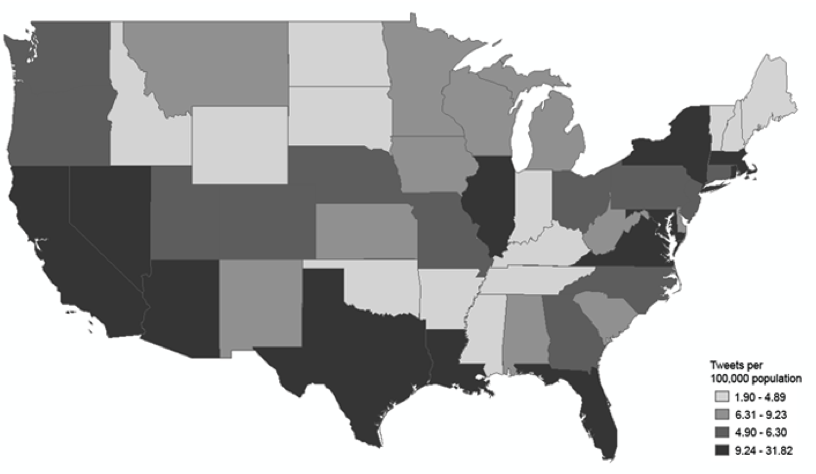 Tweets per
100,000 population
1.90 - 4.89
6.31 - 9.23
4.90 - 6.30
9.24 - 31.82